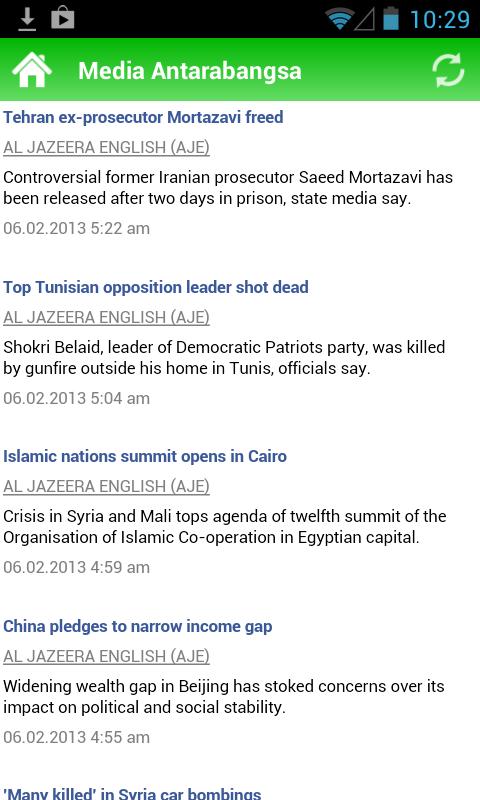 10:29
Media Antarabangsa
Tehran ex-prosecutor Mortazavi freed
AL JAZEERA ENGLISH (AJE)
Controversial former Iranian prosecutor Saeed Mortazavi has
been released after two days in prison, state media say.
06.02.2013 5:22 am
Top Tunisian opposition leader shot dead
AL JAZEERA ENGLISH (AJE)
Shokri Belaid, leader of Democratic Patriots party, was killed
by gunfire outside his home in Tunis, officials say.
06.02.2013 5:04 am
Islamic nations summit opens in Cairo
AL JAZEERA ENGLISH (AJE)
Crisis in Syria and Mali tops agenda of twelfth summit of the
Organisation of Islamic Co-operation in Egyptian capital.
06.02.2013 4:59 am
China pledges to narrow income gap
AL JAZEERA ENGLISH (AJE)
Widening wealth gap in Beijing has stoked concerns over its
impact on political and social stability.
06.02.2013 4:55 am
'Many killed' in Syria car bombings